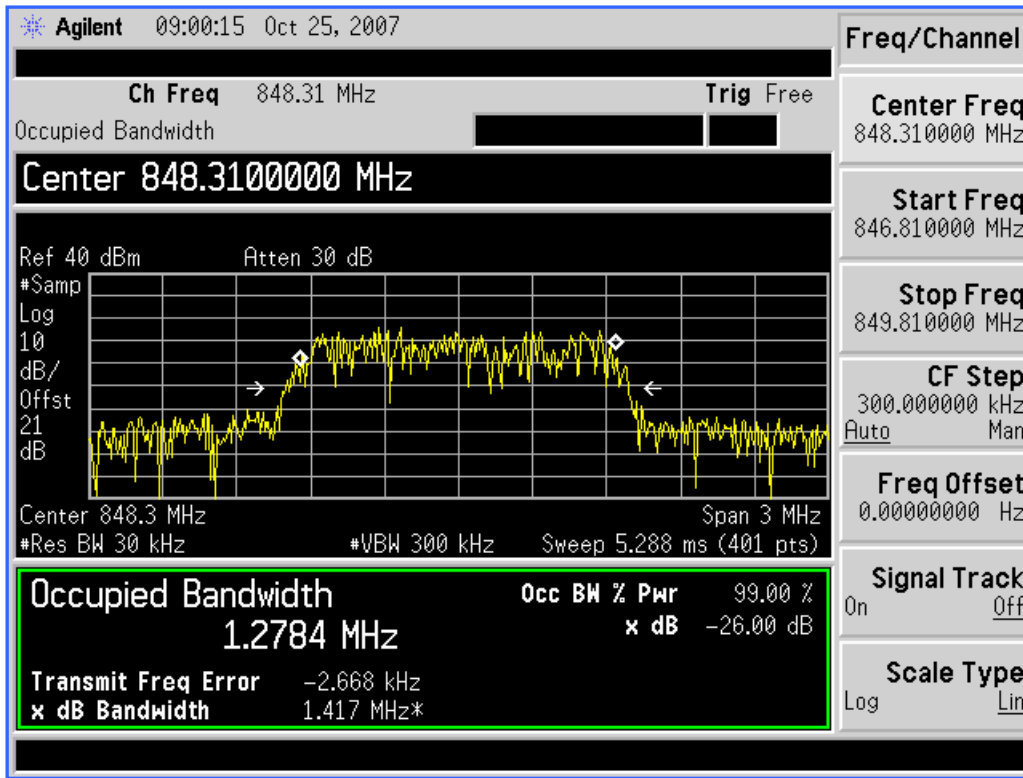 Agilent 09:00:15 Oct 25, 2007
Ch Freq 848.31 MHz Trig Free
Occupied Bandwidth
Center 848.3100000 MHz
Ref 40 dBm Atten 30 dB
#Samp
Log
10
dB/
Offst
21
dB
Center 848.3 MHz Span 3 MHz
#Res BW 30 kHz #VBW 300 kHz Sweep 5.288 ms (401 pts)
Occupied Bandwidth
1.2784 MHz
Occ BW % Pwr 99.00 %
x dB -26.00 dB
Transmit Freq Error -2.668 kHz
x dB Bandwidth 1.417 MHz*
Freq/Channel
Center Freq
848.310000 MHz
Start Freq
846.810000 MHz
Stop Freq
849.810000 MHz
CF Step
300.000000 kHz
Auto Man
Freq Offset
0.00000000 Hz
Signal Track
On Off
Scale Type
Log Lin